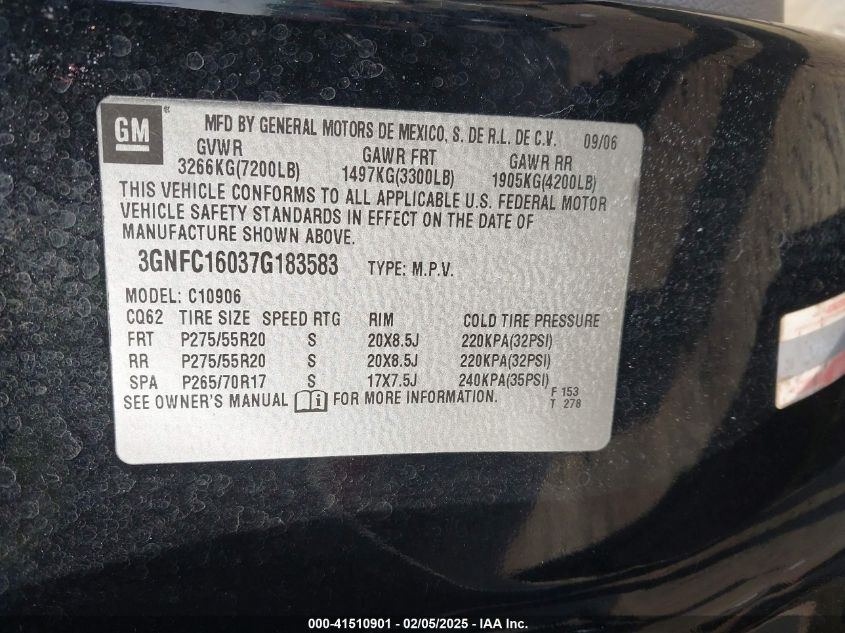 GM ® MFD BY GENERAL MOTORS DE MEXICO, S. DE R.L. DE C.V. 09/06
GVWR GAWR FRT GAWR RR
3266KG(7200LB) 1497KG(3300LB) 1905KG(4200LB)
THIS VEHICLE CONFORMS TO ALL APPLICABLE U.S. FEDERAL MOTOR
VEHICLE SAFETY STANDARDS IN EFFECT ON THE DATE OF
MANUFACTURE SHOWN ABOVE.
3GNFC16037G183583 TYPE: M.P.V.
MODEL: C10906
CQ62 TIRE SIZE SPEED RTG RIM COLD TIRE PRESSURE
FRT P275/55R20 S 20X8.5J 220KPA(32PSI)
RR P275/55R20 S 20X8.5J 220KPA(32PSI)
SPA P265/70R17 S 17X7.5J 240KPA(35PSI)
SEE OWNER'S MANUAL i FOR MORE INFORMATION.
F 153
T 278
000-41510901 - 02/05/2025 - IAA Inc.